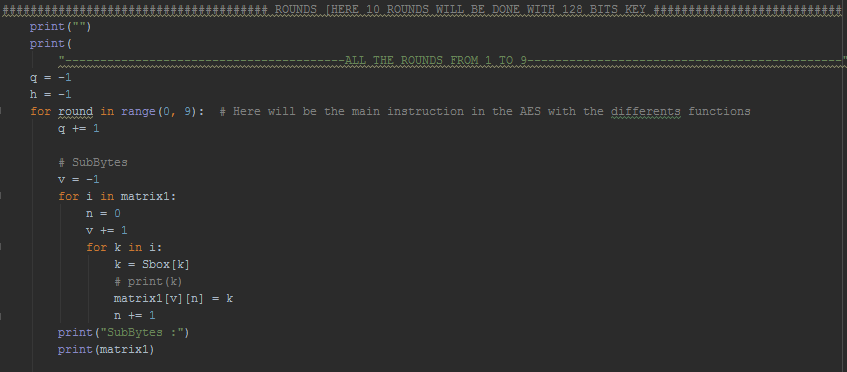 ###################################### ROUNDS [HERE 10 ROUNDS WILL BE DONE WITH 128 BITS KEY ###########################
print("")
print(
"----------------------------------------ALL THE ROUNDS FROM 1 TO 9---------------------------------------------"
q = -1
h = -1
for round in range(0, 9):  # Here will be the main instruction in the AES with the differents functions
q += 1
# SubBytes
v = -1
for i in matrix1:
n = 0
v += 1
for k in i:
k = Sbox[k]
# print(k)
matrix1[v][n] = k
n += 1
print("SubBytes :")
print(matrix1)